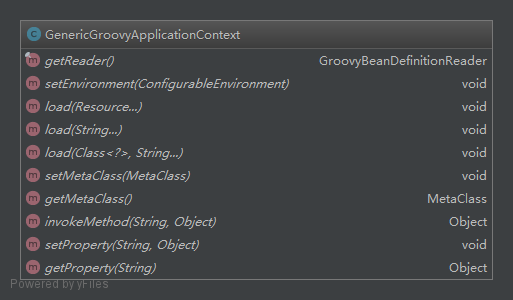 C GenericGroovyApplicationContext
m getReader() GroovyBeanDefinitionReader
m setEnvironment(ConfigurableEnvironment) void
m load(Resource...) void
m load(String...) void
m load(Class<?>, String...) void
m setMetaClass(MetaClass) void
m getMetaClass() MetaClass
m invokeMethod(String, Object) Object
m setProperty(String, Object) void
m getProperty(String) Object
Powered by yFiles